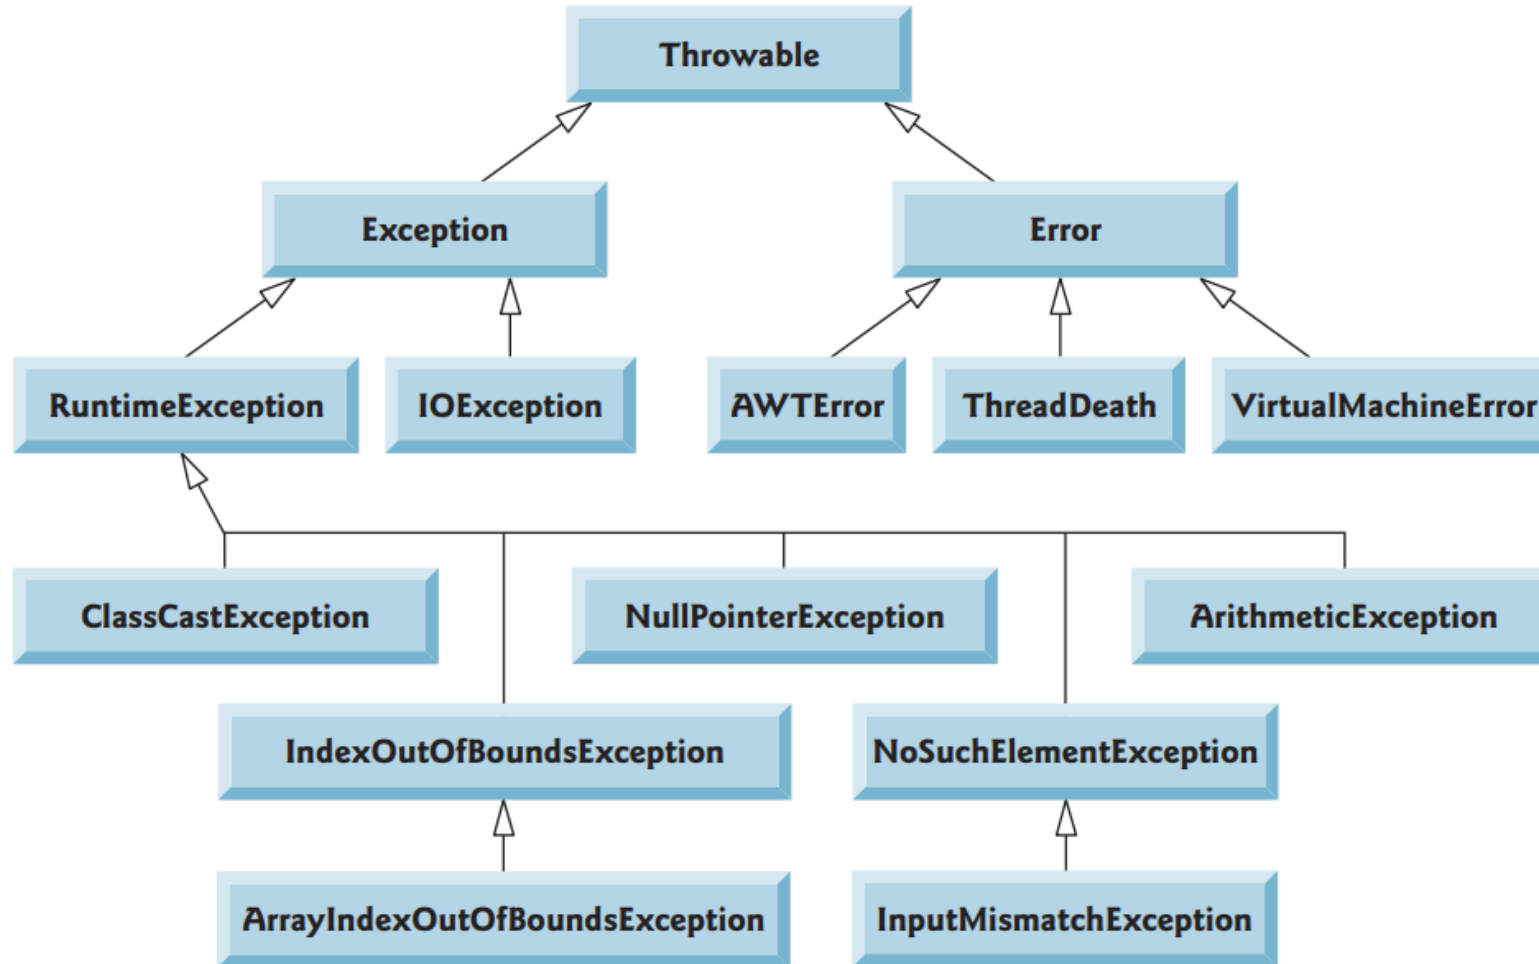 Throwable
Exception
Error
RuntimeException
IOException
AWTError
ThreadDeath
VirtualMachineError
ClassCastException
NullPointerException
ArithmeticException
IndexOutOfBoundsException
NoSuchElementException
ArrayIndexOutOfBoundsException
InputMismatchException